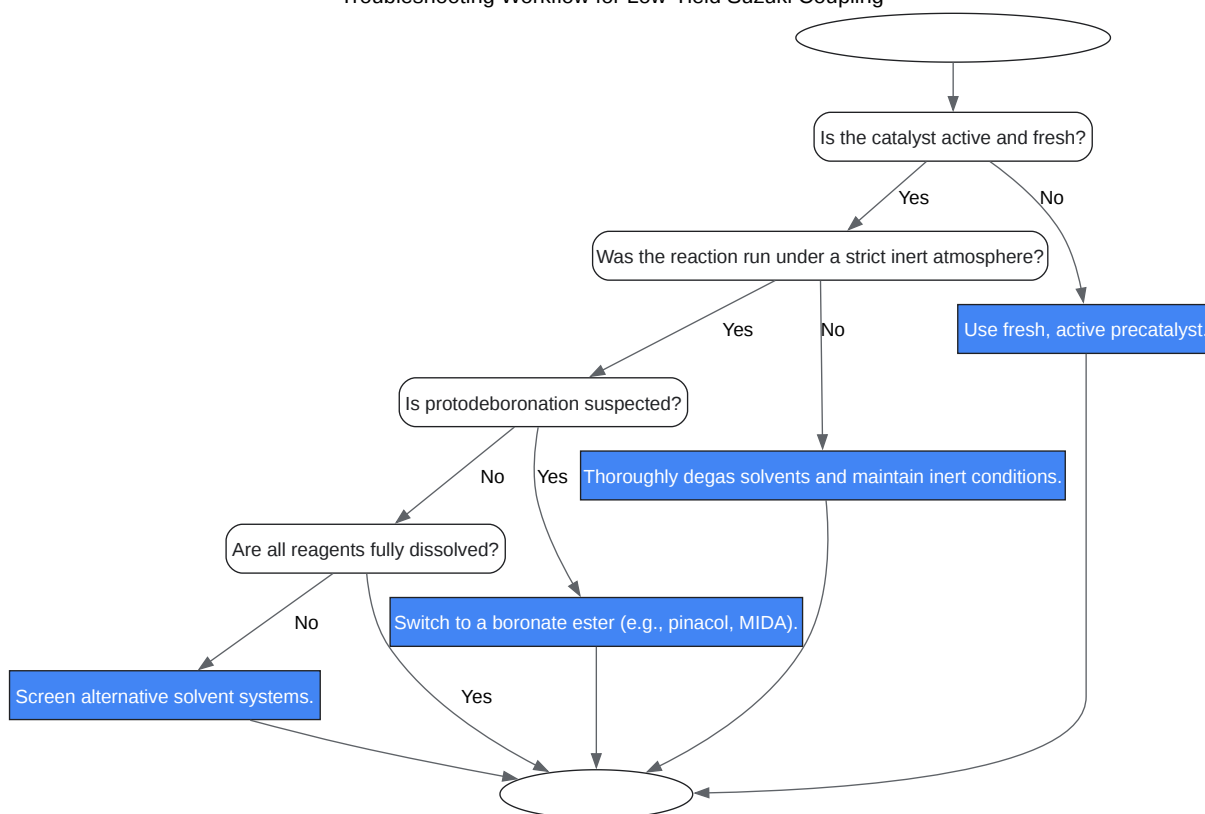 Troubleshooting Workflow for Low-Yield Suzuki Coupling
Is the catalyst active and fresh?
Yes
No
Was the reaction run under a strict inert atmosphere?
Use fresh, active precatalyst.
Yes
No
Is protodeboronation suspected?
Thoroughly degas solvents and maintain inert conditions.
No
Yes
Are all reagents fully dissolved?
Switch to a boronate ester (e.g., pinacol, MIDA).
No
Screen alternative solvent systems.
Yes